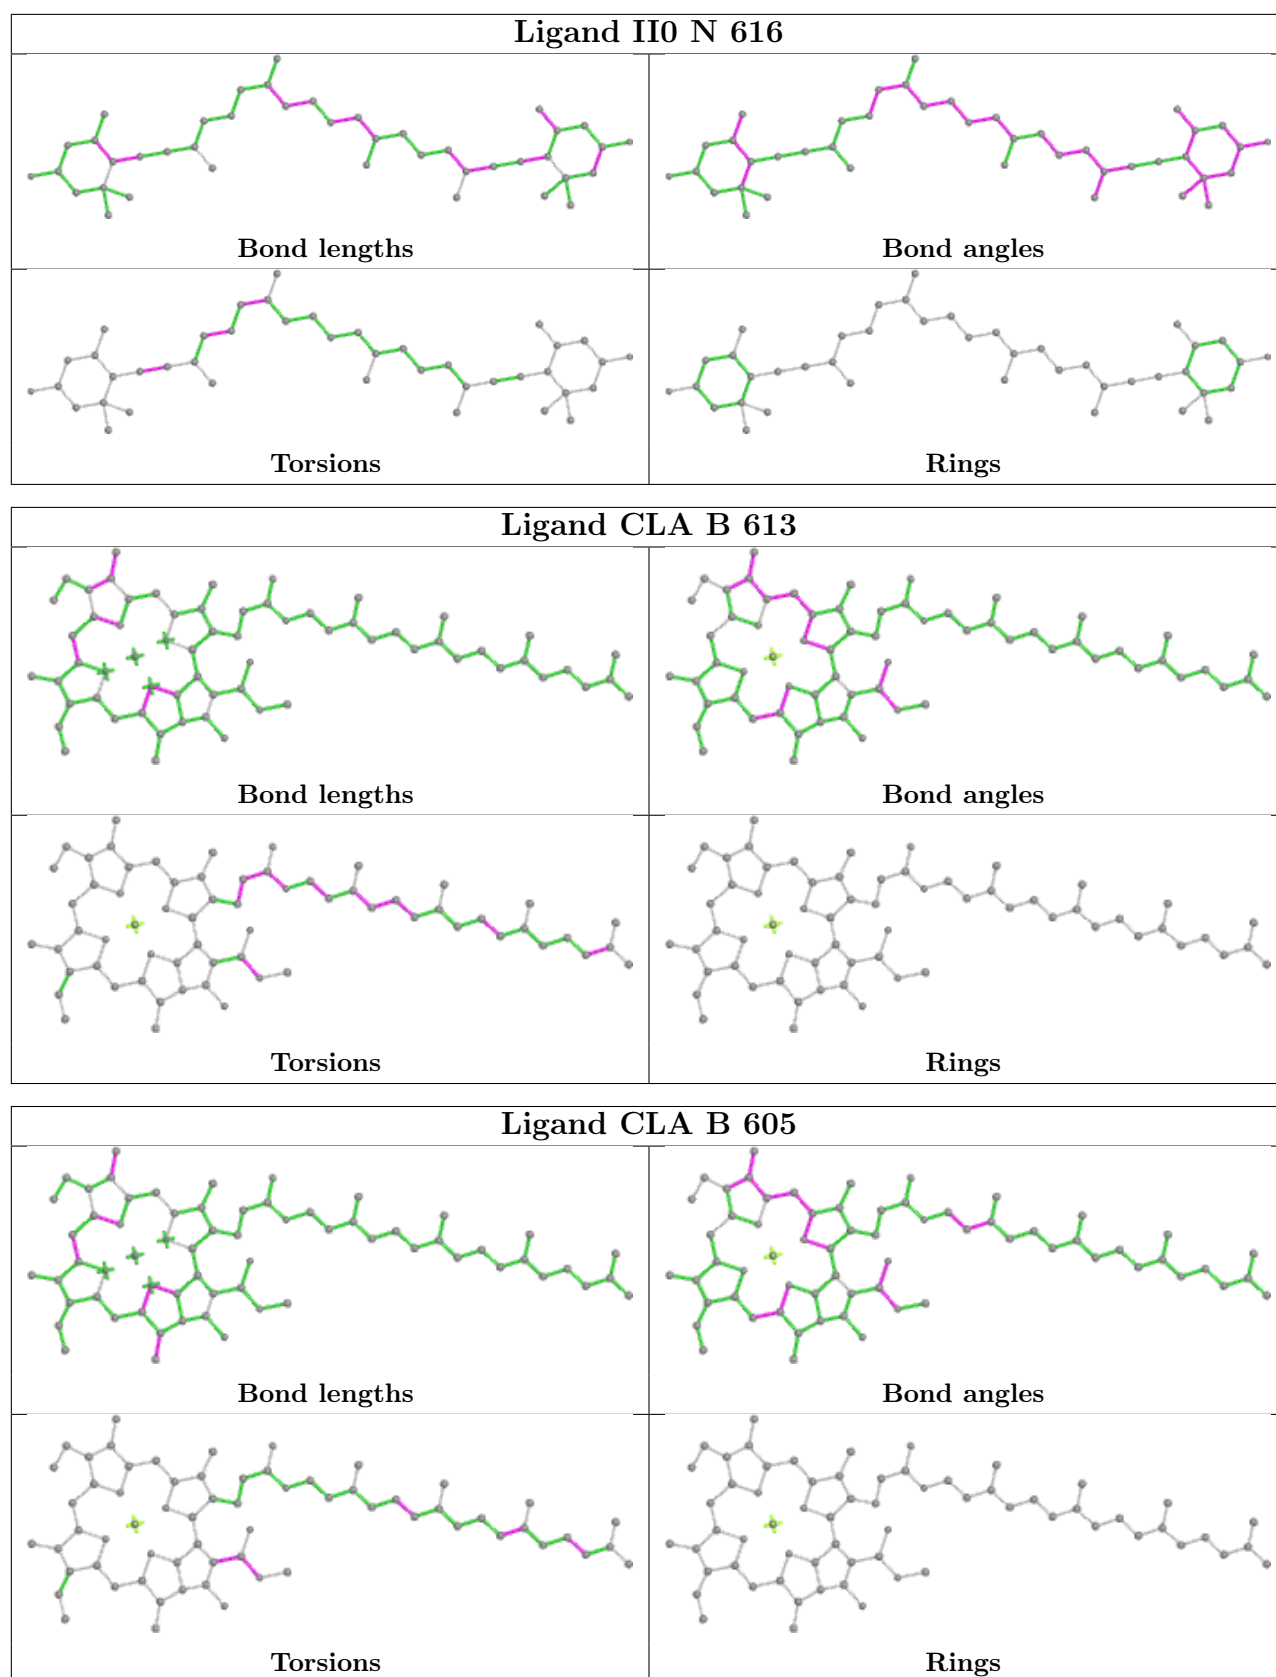 Ligand II0 N 616
Bond lengths
Bond angles
Torsions
Rings
Ligand CLA B 613
Bond lengths
Bond angles
Torsions
Rings
Ligand CLA B 605
Bond lengths
Bond angles
Torsions
Rings